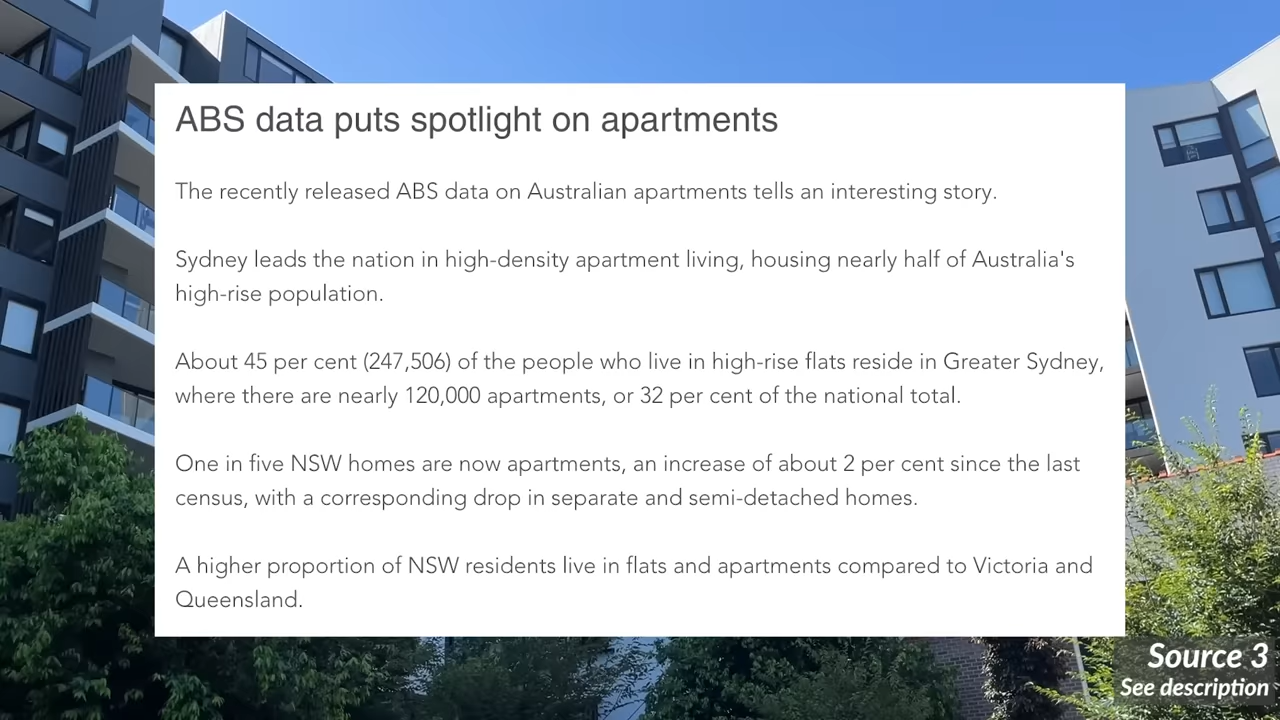 ABS data puts spotlight on apartments
The recently released ABS data on Australian apartments tells an interesting story.
Sydney leads the nation in high-density apartment living, housing nearly half of Australia's
high-rise population.
About 45 per cent (247,506) of the people who live in high-rise flats reside in Greater Sydney,
where there are nearly 120,000 apartments, or 32 per cent of the national total.
One in five NSW homes are now apartments, an increase of about 2 per cent since the last
census, with a corresponding drop in separate and semi-detached homes.
A higher proportion of NSW residents live in flats and apartments compared to Victoria and
Queensland.
Source 3
See description